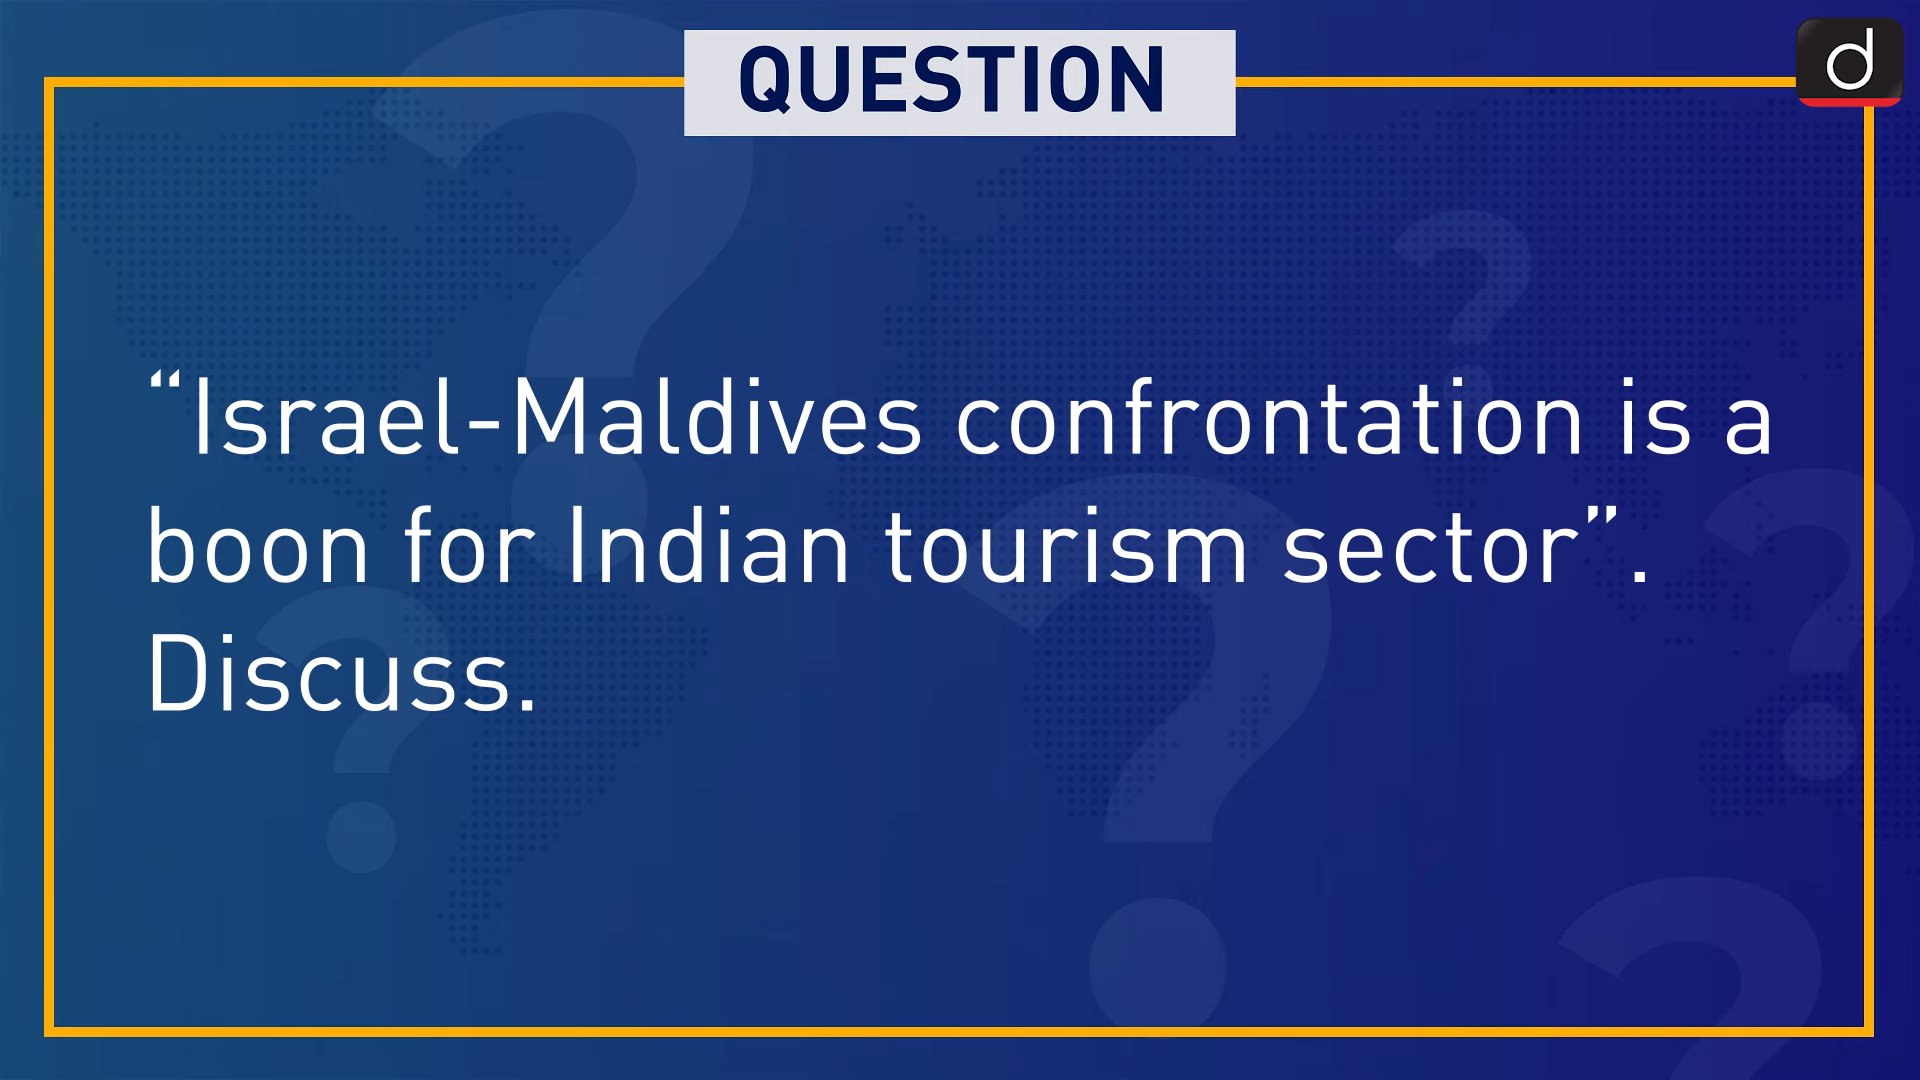 QUESTION
d
“Israel-Maldives confrontation is a
boon for Indian tourism sector”.
Discuss.